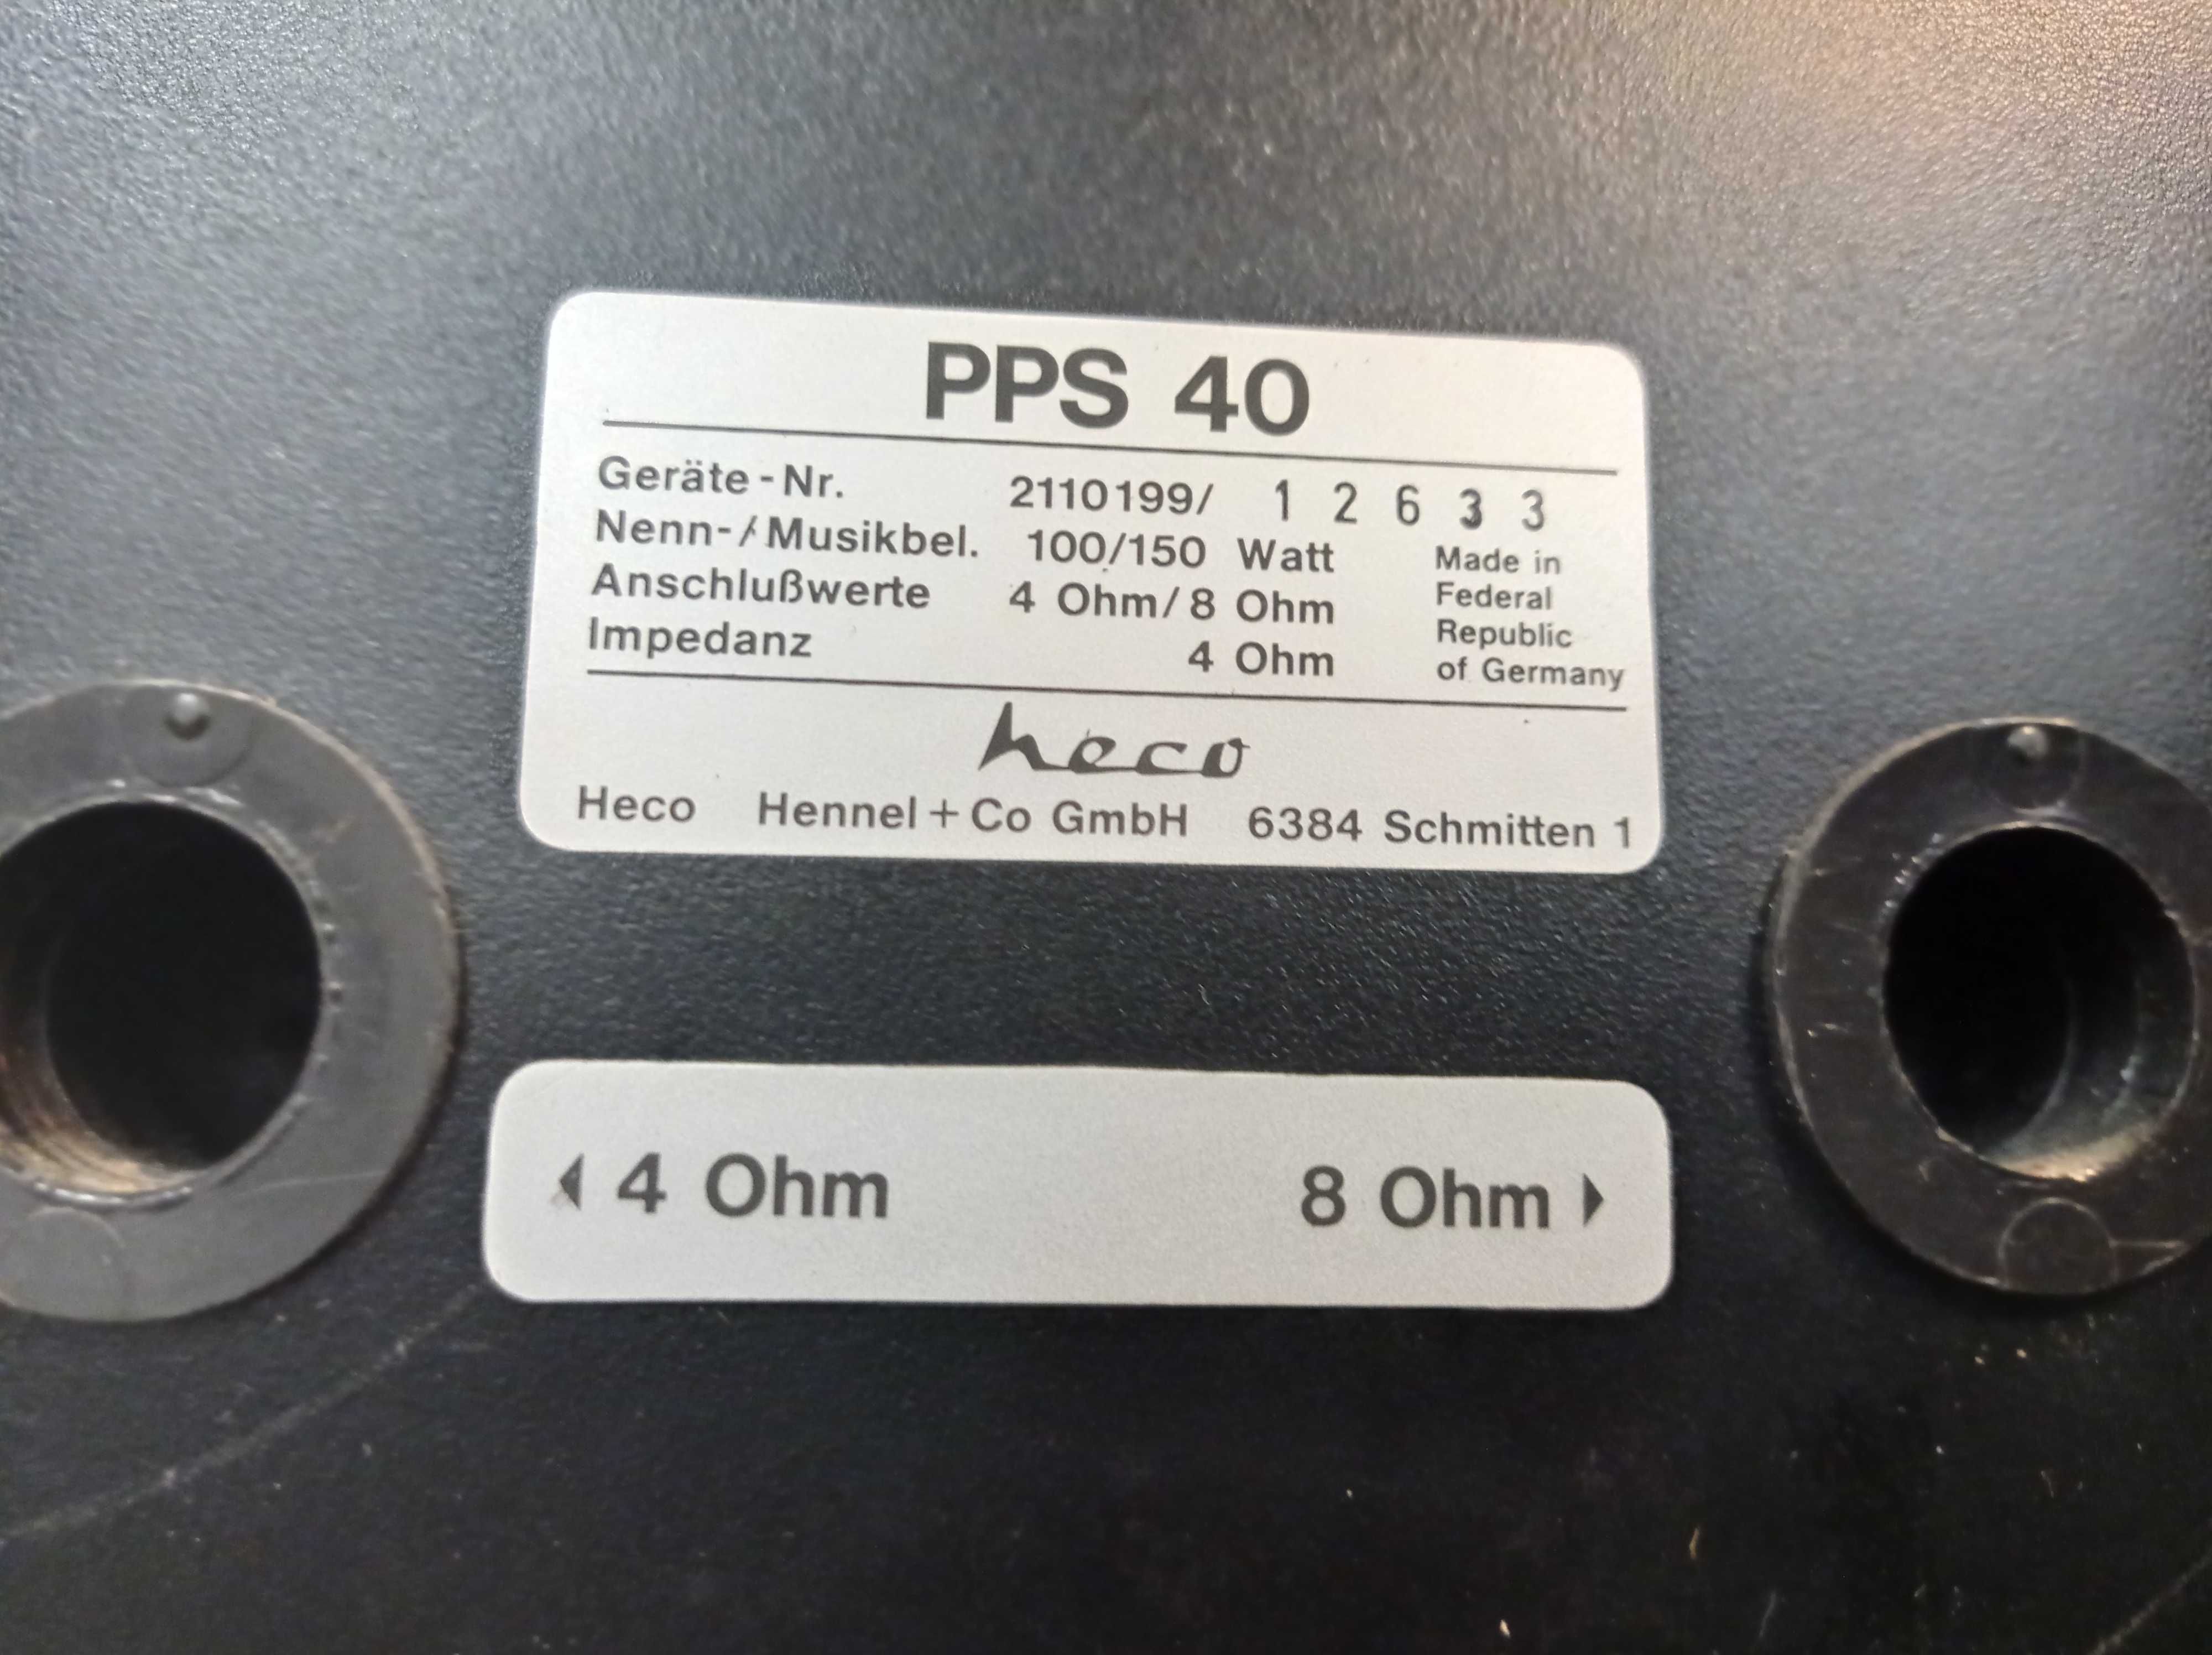 PPS 40
Geräte-Nr. 2110199/ 1 2 6 3 3
Nenn-/Musikbel. 100/150 Watt
Anschlußwerte 4 Ohm/8 Ohm
Impedanz 4 Ohm
Made in
Federal
Republic
of Germany
heco
Heco Hennel+Co GmbH 6384 Schmitten 1
◀ 4 Ohm 8 Ohm ▶